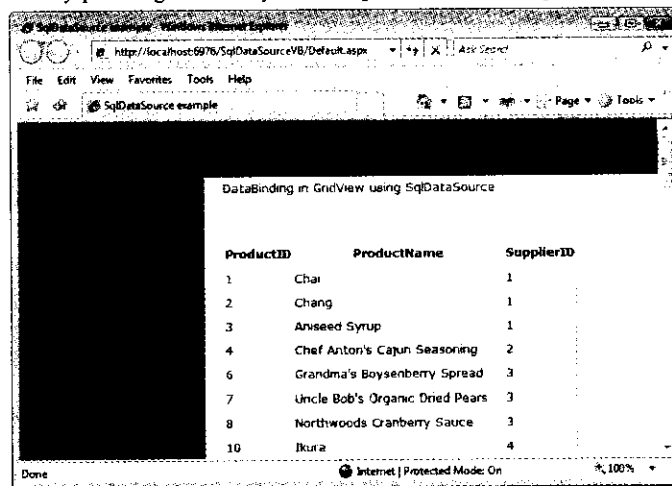 SqlDataSource example - Windows Internet Explorer
http://localhost:6976/SqlDataSourceVB/Default.aspx
Ask Search
File Edit View Favorites Tools Help
SqlDataSource example
Page Tools
DataBinding in GridView using SqlDataSource
ProductID ProductName SupplierID
1 Chai 1
2 Chang 1
3 Aniseed Syrup 1
4 Chef Anton's Cajun Seasoning 2
6 Grandma's Boysenberry Spread 3
7 Uncle Bob's Organic Dried Pears 3
8 Northwoods Cranberry Sauce 3
10 Ikura 4
Done Internet | Protected Mode: On 100%